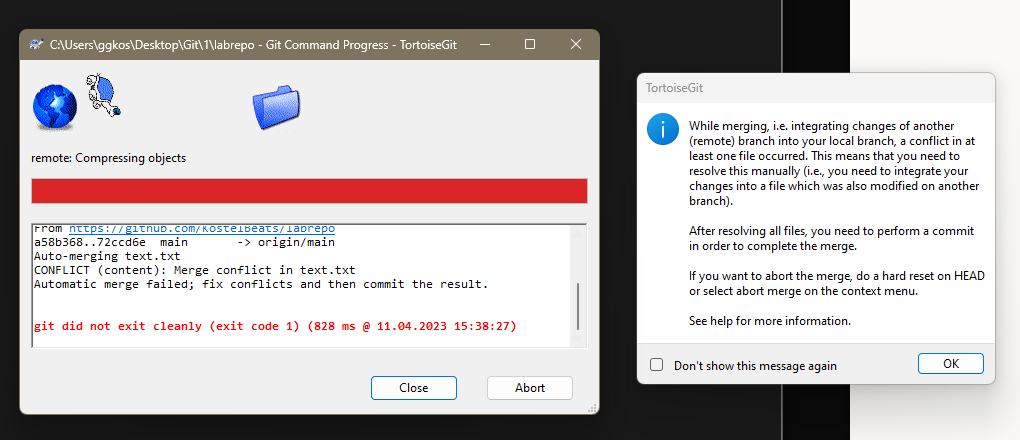 C:\Users\ggkos\Desktop\Git\1\labrepo - Git Command Progress - TortoiseGit
remote: Compressing objects
From https://github.com/KostelBeats/labrepo
a58b368..72ccd6e  main       -> origin/main
Auto-merging text.txt
CONFLICT (content): Merge conflict in text.txt
Automatic merge failed; fix conflicts and then commit the result.
git did not exit cleanly (exit code 1) (828 ms @ 11.04.2023 15:38:27)
Close
Abort
TortoiseGit
While merging, i.e. integrating changes of another
(remote) branch into your local branch, a conflict in at
least one file occurred. This means that you need to
resolve this manually (i.e., you need to integrate your
changes into a file which was also modified on another
branch).
After resolving all files, you need to perform a commit
in order to complete the merge.
If you want to abort the merge, do a hard reset on HEAD
or select abort merge on the context menu.
See help for more information.
Don't show this message again
OK